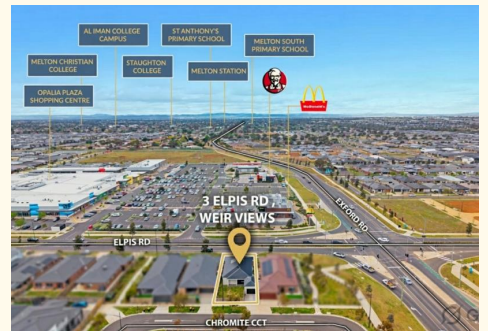 AL IMAN COLLEGE
CAMPUS
ST ANTHONY'S
PRIMARY SCHOOL
MELTON SOUTH
PRIMARY SCHOOL
MELTON CHRISTIAN
COLLEGE
STAUGHTON
COLLEGE
MELTON STATION
OPALIA PLAZA
SHOPPING CENTRE
McDonald's
3 ELPIS RD
WEIR VIEWS
EXFORD RD
ELPIS RD
CHROMITE CCT